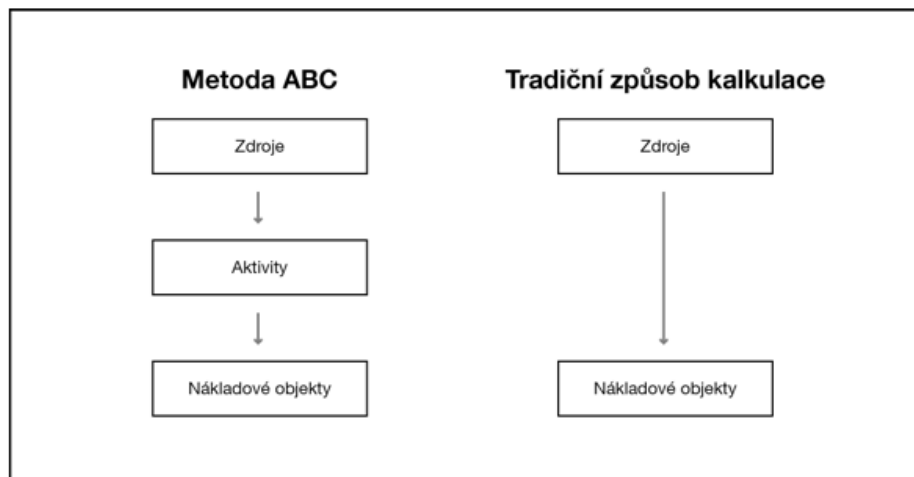 Metoda ABC
Zdroje
Aktivity
Nákladové objekty
Tradiční způsob kalkulace
Zdroje
Nákladové objekty